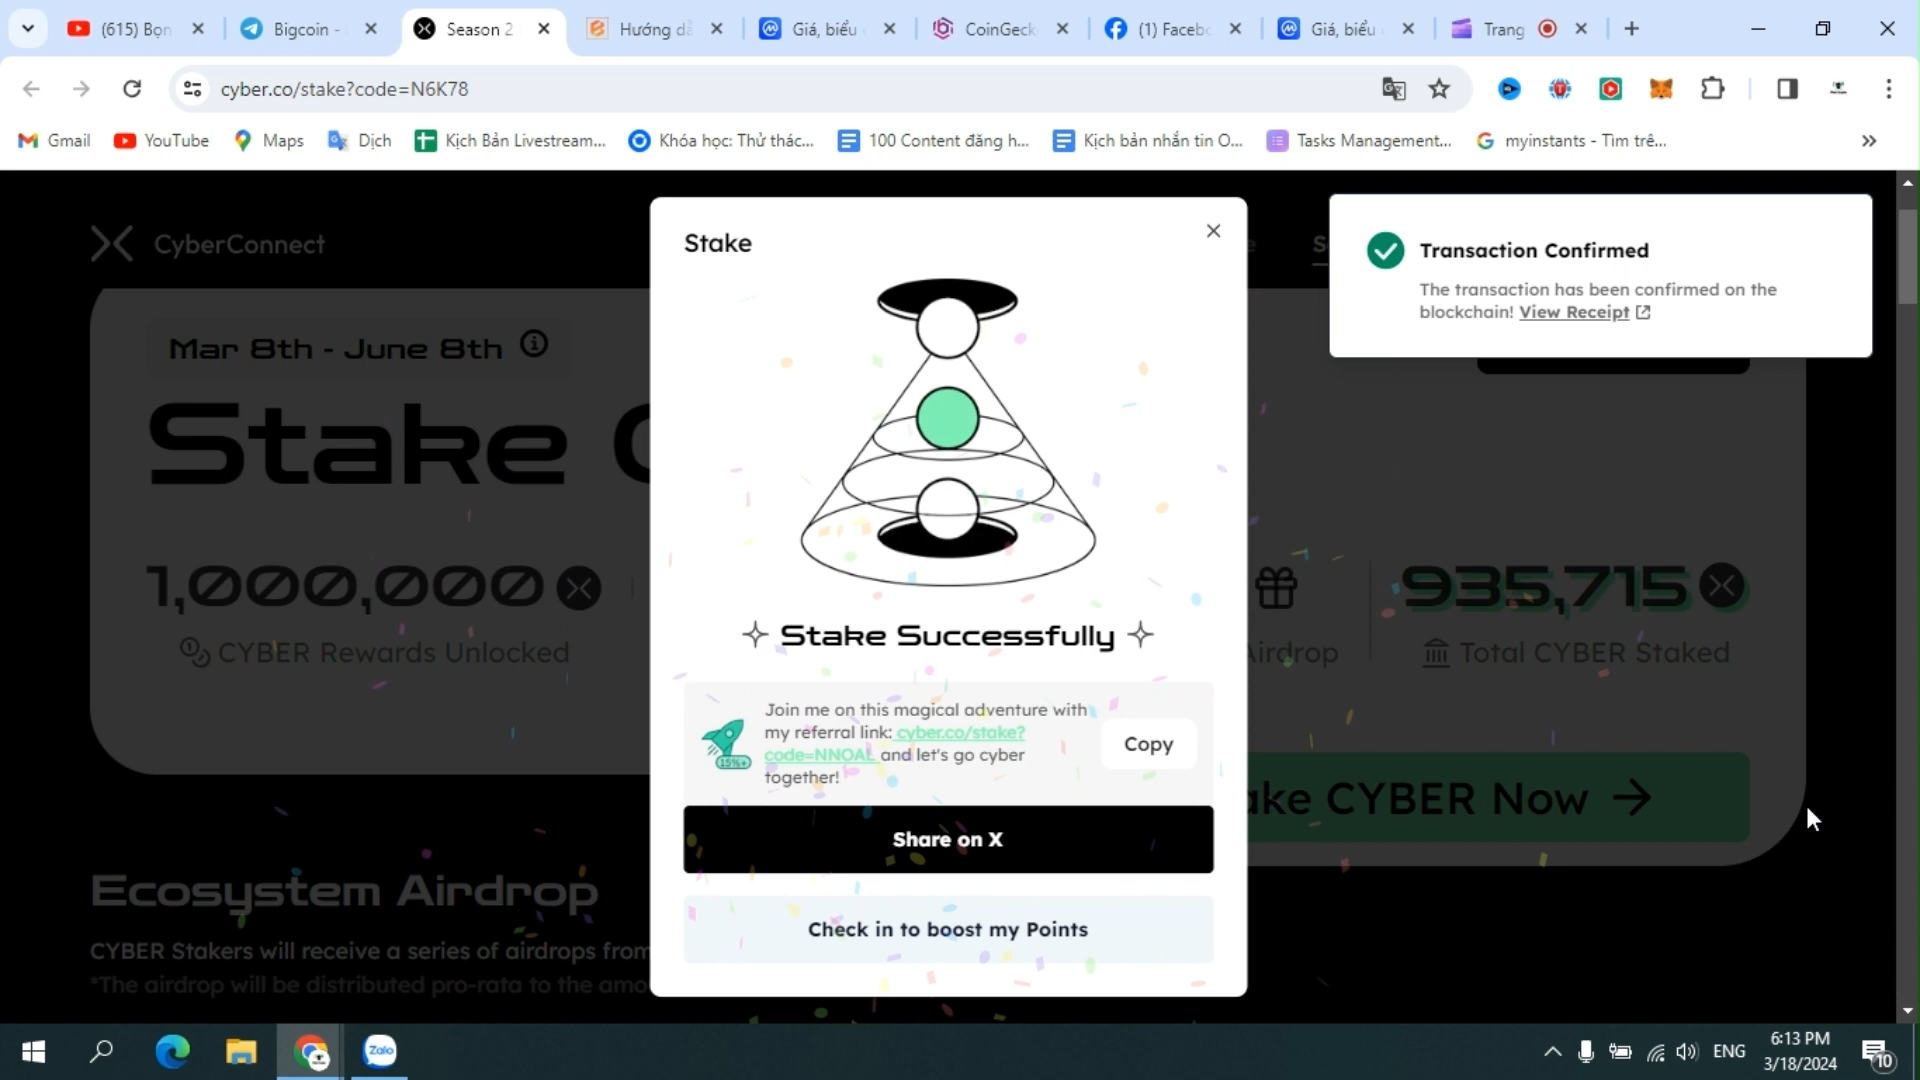 (615) Bọn
Bigcoin -
Season 2
Hướng dẫ
Giá, biểu
CoinGeck
(1) Facebo
Giá, biểu
Trang
cyber.co/stake?code=N6K78
Gmail
YouTube
Maps
Dịch
Kịch Bản Livestream...
Khóa học: Thử thác...
100 Content đăng h...
Kịch bản nhắn tin O...
Tasks Management...
myinstants - Tìm trê...
CyberConnect
Stake
Transaction Confirmed
The transaction has been confirmed on the
blockchain! View Receipt
Mar 8th - June 8th
Stake
1,000,000
CYBER Rewards Unlocked
Airdrop
935,715
Total CYBER Staked
Stake Successfully
Join me on this magical adventure with
my referral link: cyber.co/stake?
code=NNOAL and let's go cyber
together!
15%+
Copy
Share on X
Check in to boost my Points
ake CYBER Now
Ecosystem Airdrop
CYBER Stakers will receive a series of airdrops from
*The airdrop will be distributed pro-rata to the amo
Zalo
ENG
6:13 PM
3/18/2024
10